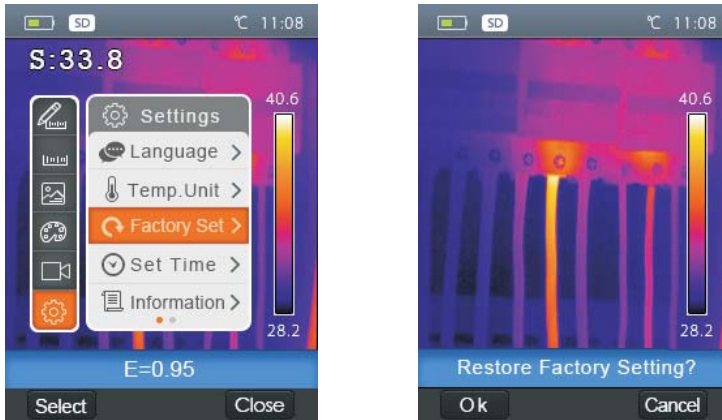 SD
℃ 11:08
S:33.8
40.6
Settings
Language
Temp.Unit
Factory Set
Set Time
Information
28.2
E=0.95
Select
Close
SD
℃ 11:08
40.6
28.2
Restore Factory Setting?
Ok
Cancel